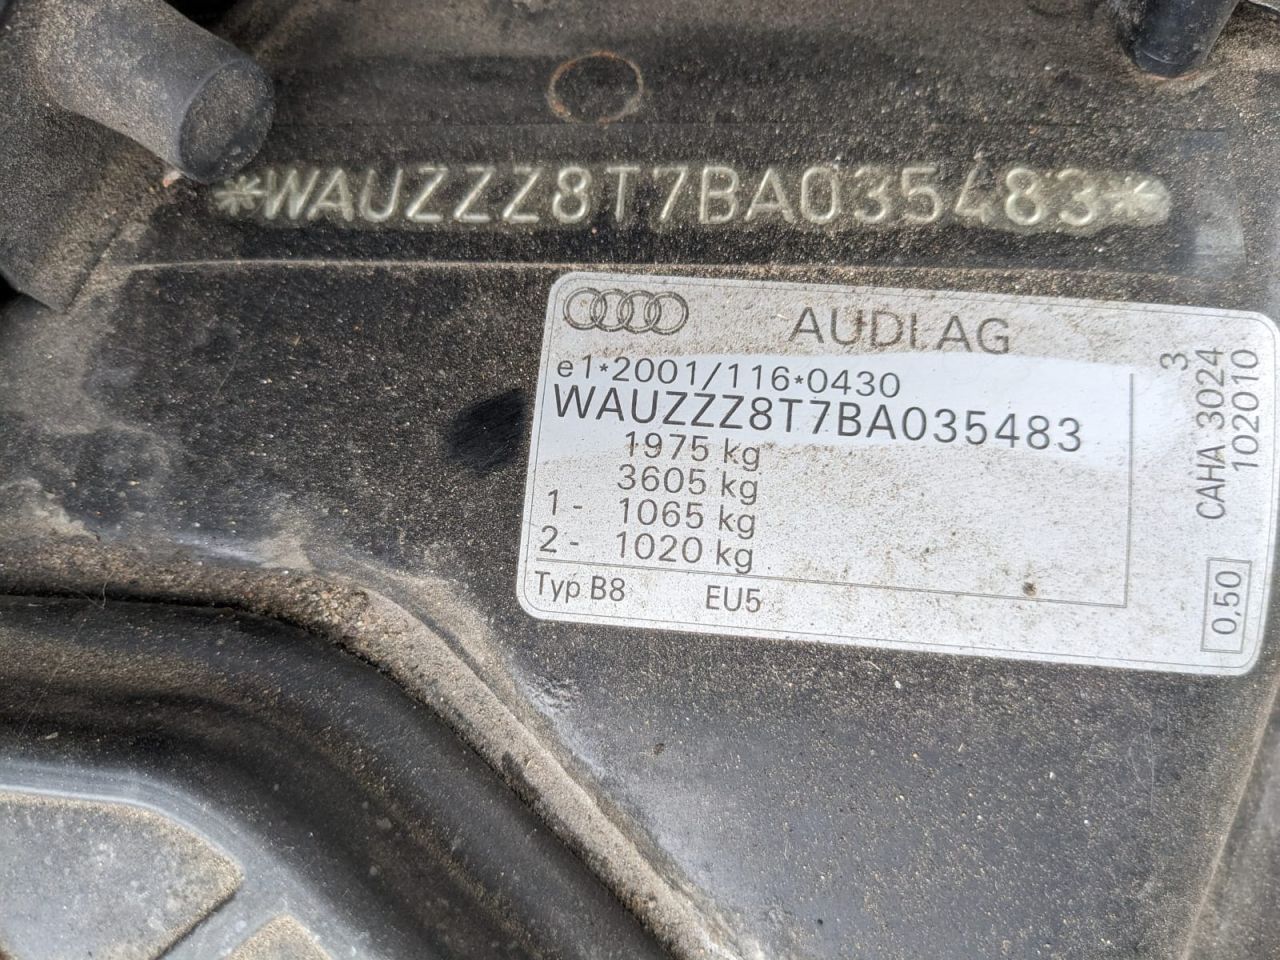 *WAUZZZ8T7BA035483*
AUDI AG
e1*2001/116*0430
WAUZZZ8T7BA035483
1975 kg
3605 kg
1 - 1065 kg
2 - 1020 kg
Typ B8 EU5
3
CAHA 3024
102010
0,50